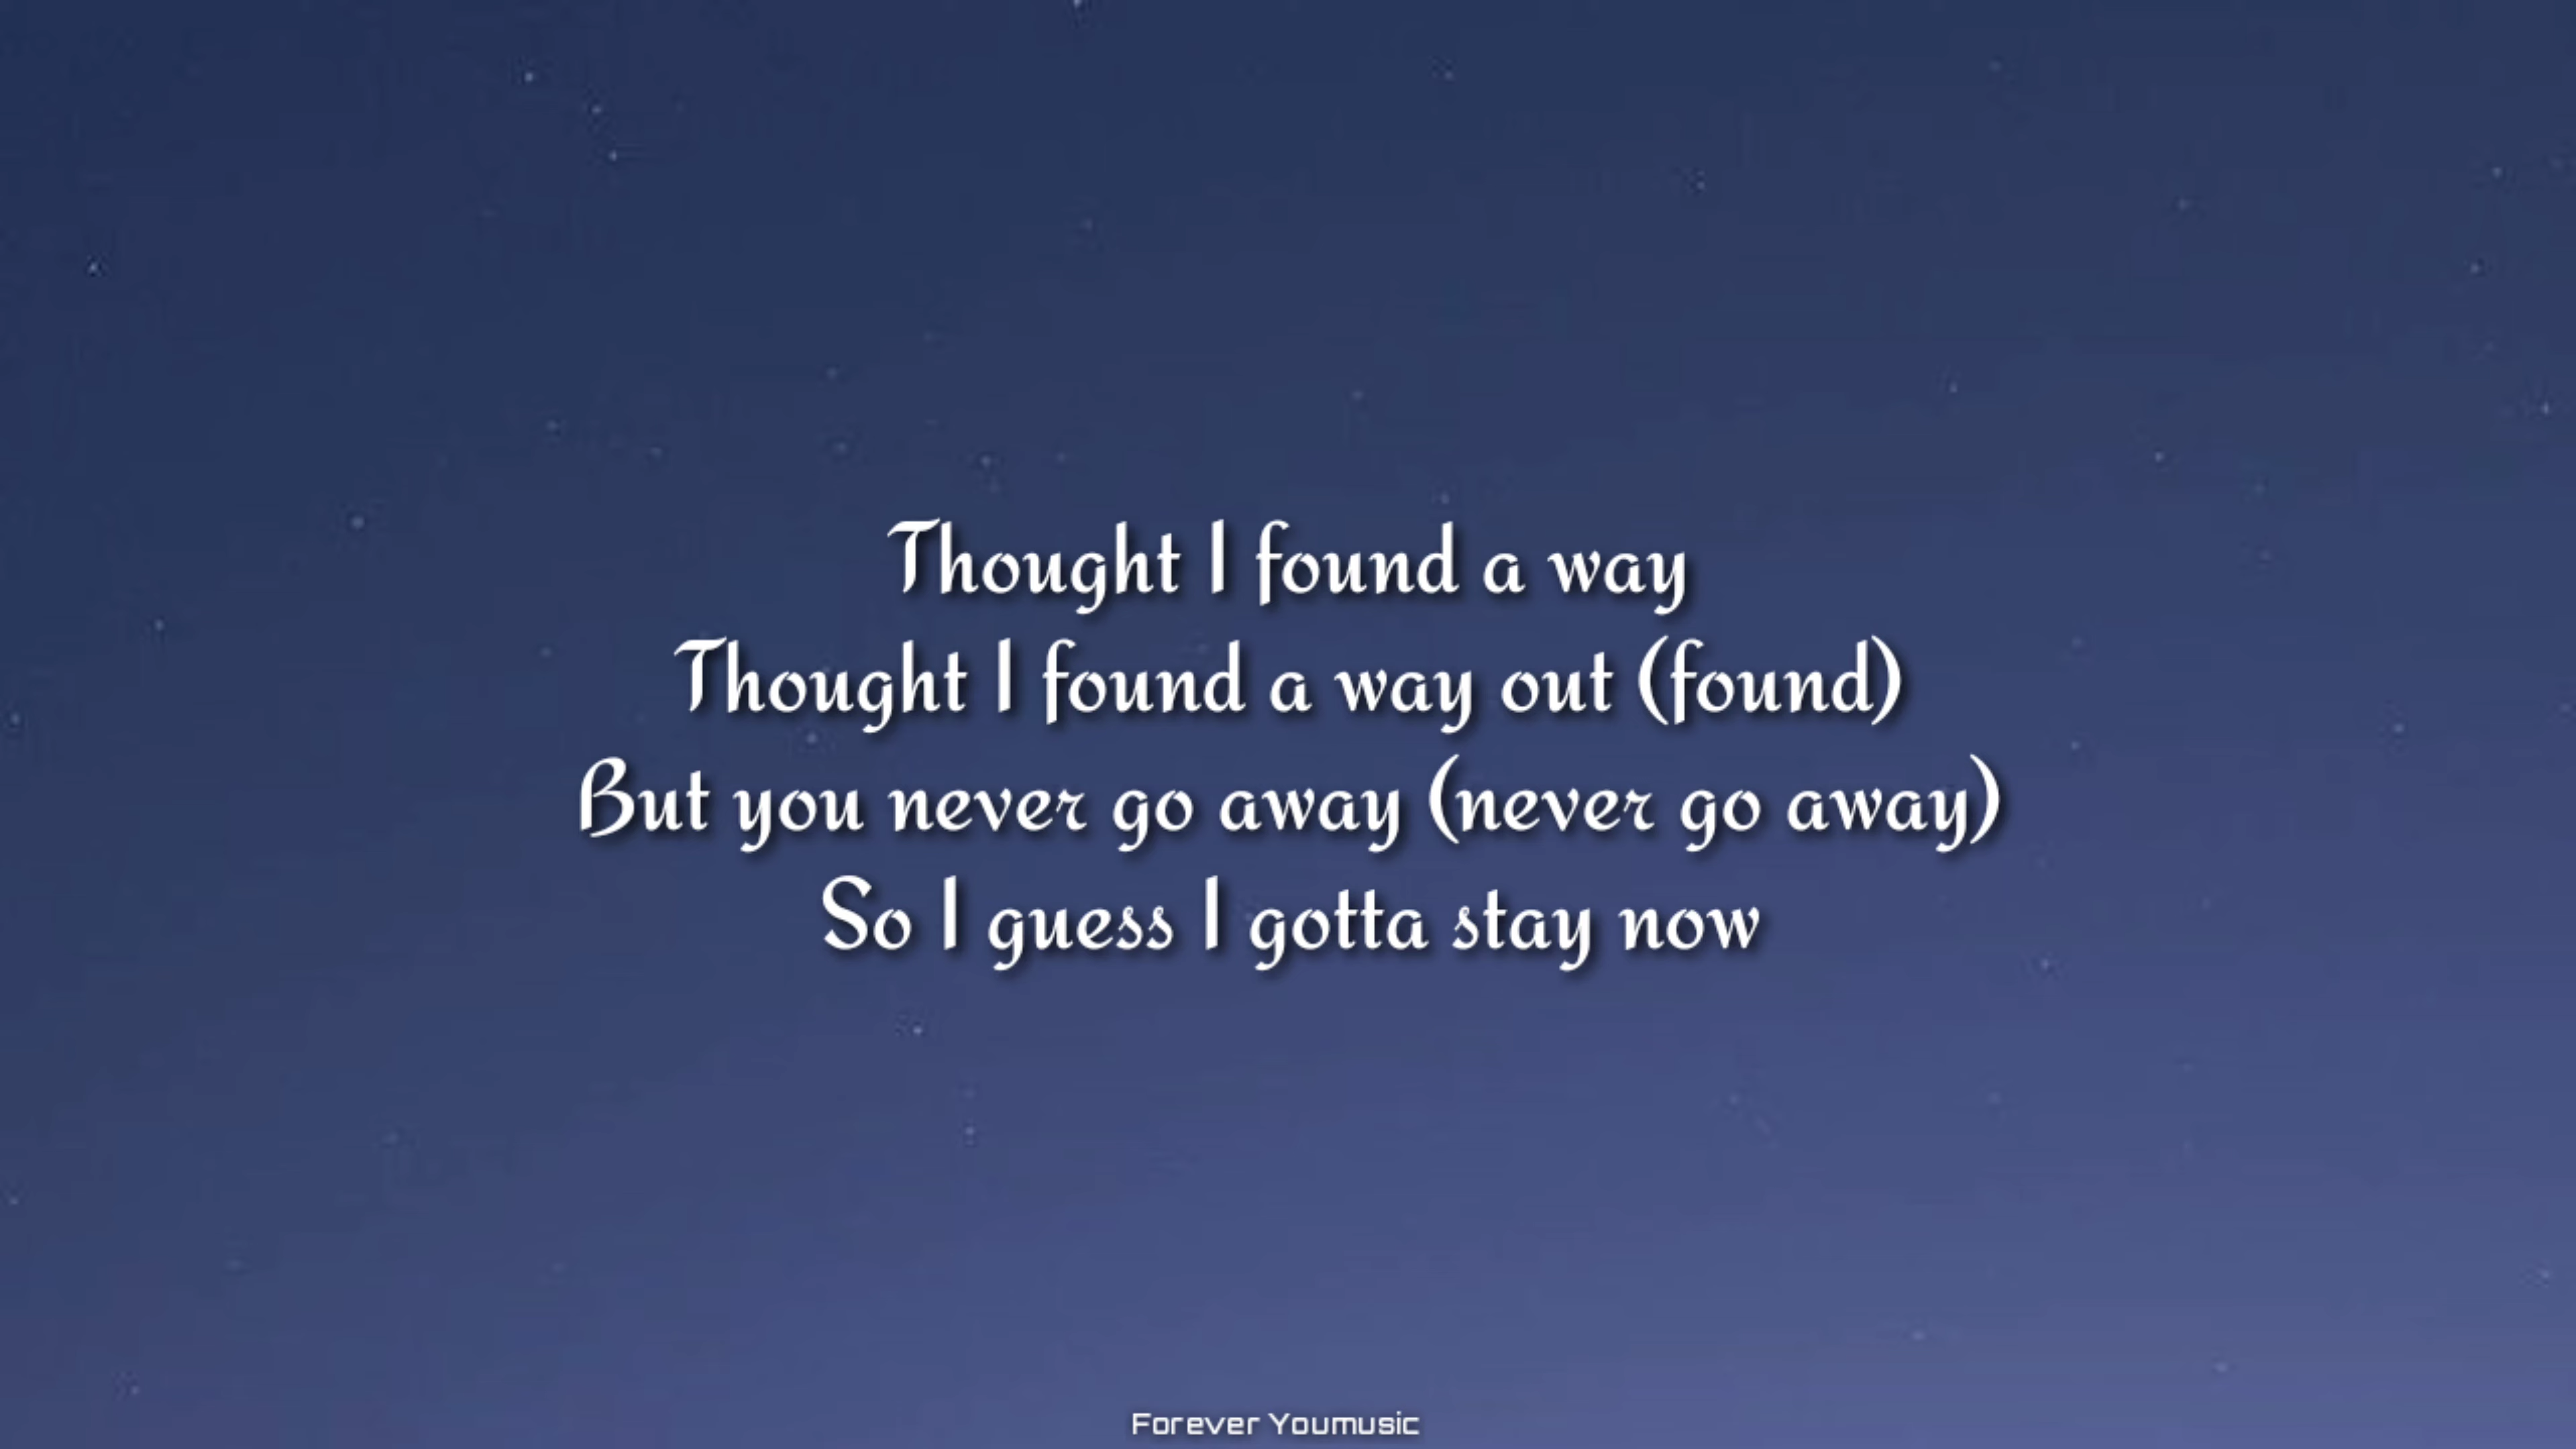 Thought I found a way
Thought I found a way out (found)
But you never go away (never go away)
So I guess I gotta stay now
Forever Youmusic